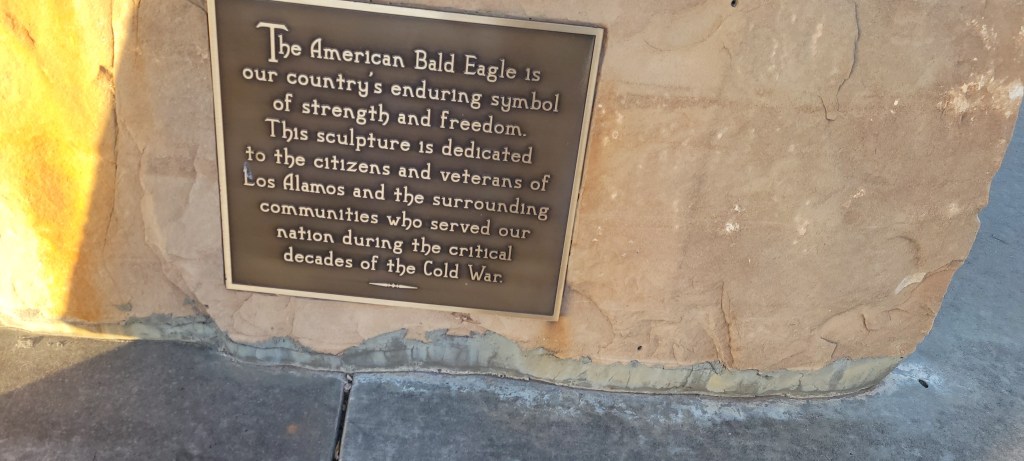 The American Bald Eagle is
our country's enduring symbol
of strength and freedom.
This sculpture is dedicated
to the citizens and veterans of
Los Alamos and the surrounding
communities who served our
nation during the critical
decades of the Cold War.